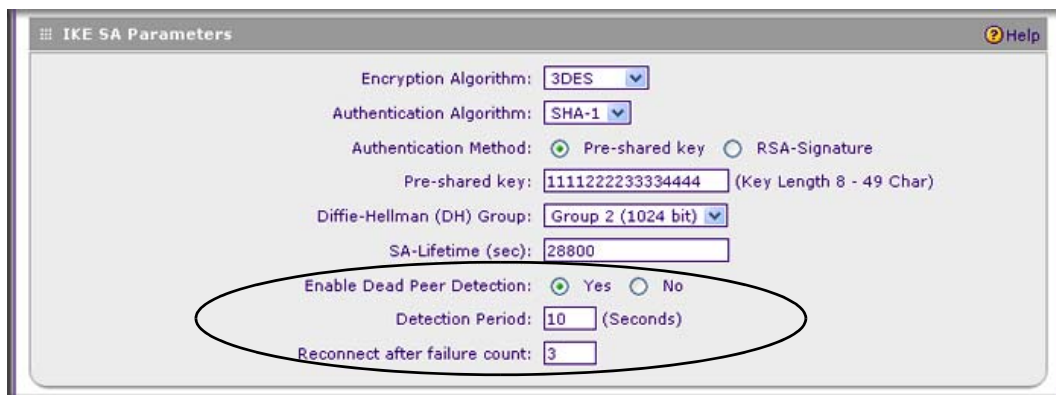 IKE SA Parameters ? Help
Encryption Algorithm: 3DES
Authentication Algorithm: SHA-1
Authentication Method: Pre-shared key RSA-Signature
Pre-shared key: 1111222233334444 (Key Length 8 - 49 Char)
Diffie-Hellman (DH) Group: Group 2 (1024 bit)
SA-Lifetime (sec): 28800
Enable Dead Peer Detection: Yes No
Detection Period: 10 (Seconds)
Reconnect after failure count: 3